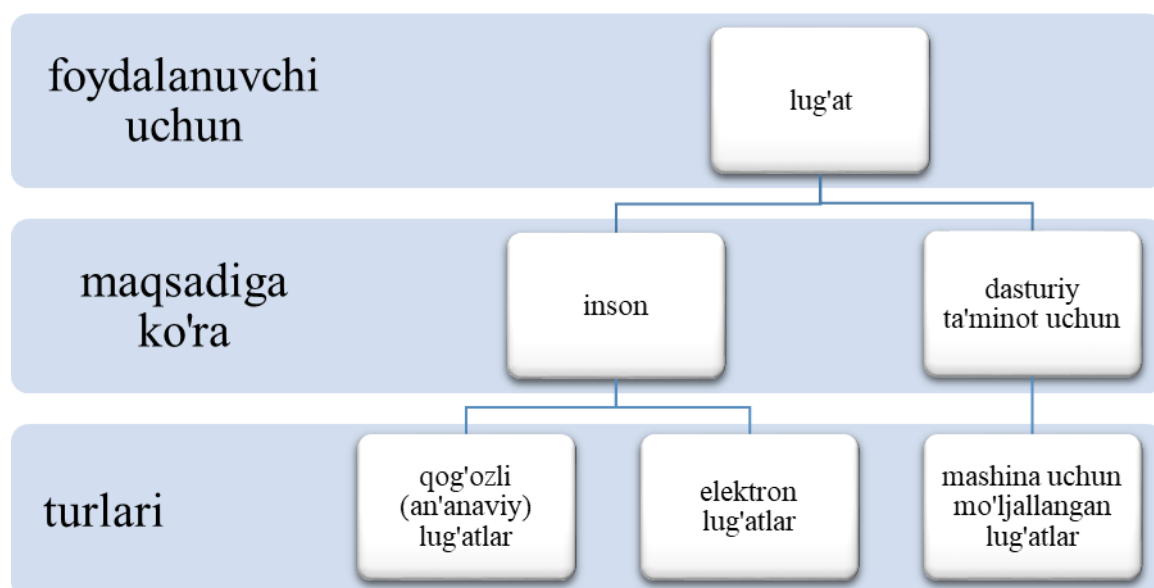 foydalanuvchi
uchun
lug'at
maqsadiga
ko'ra
inson
dasturiy
ta'minot uchun
turlari
qog'ozli
(an'anaviy)
lug'atlar
elektron
lug'atlar
mashina uchun
mo'ljallangan
lug'atlar